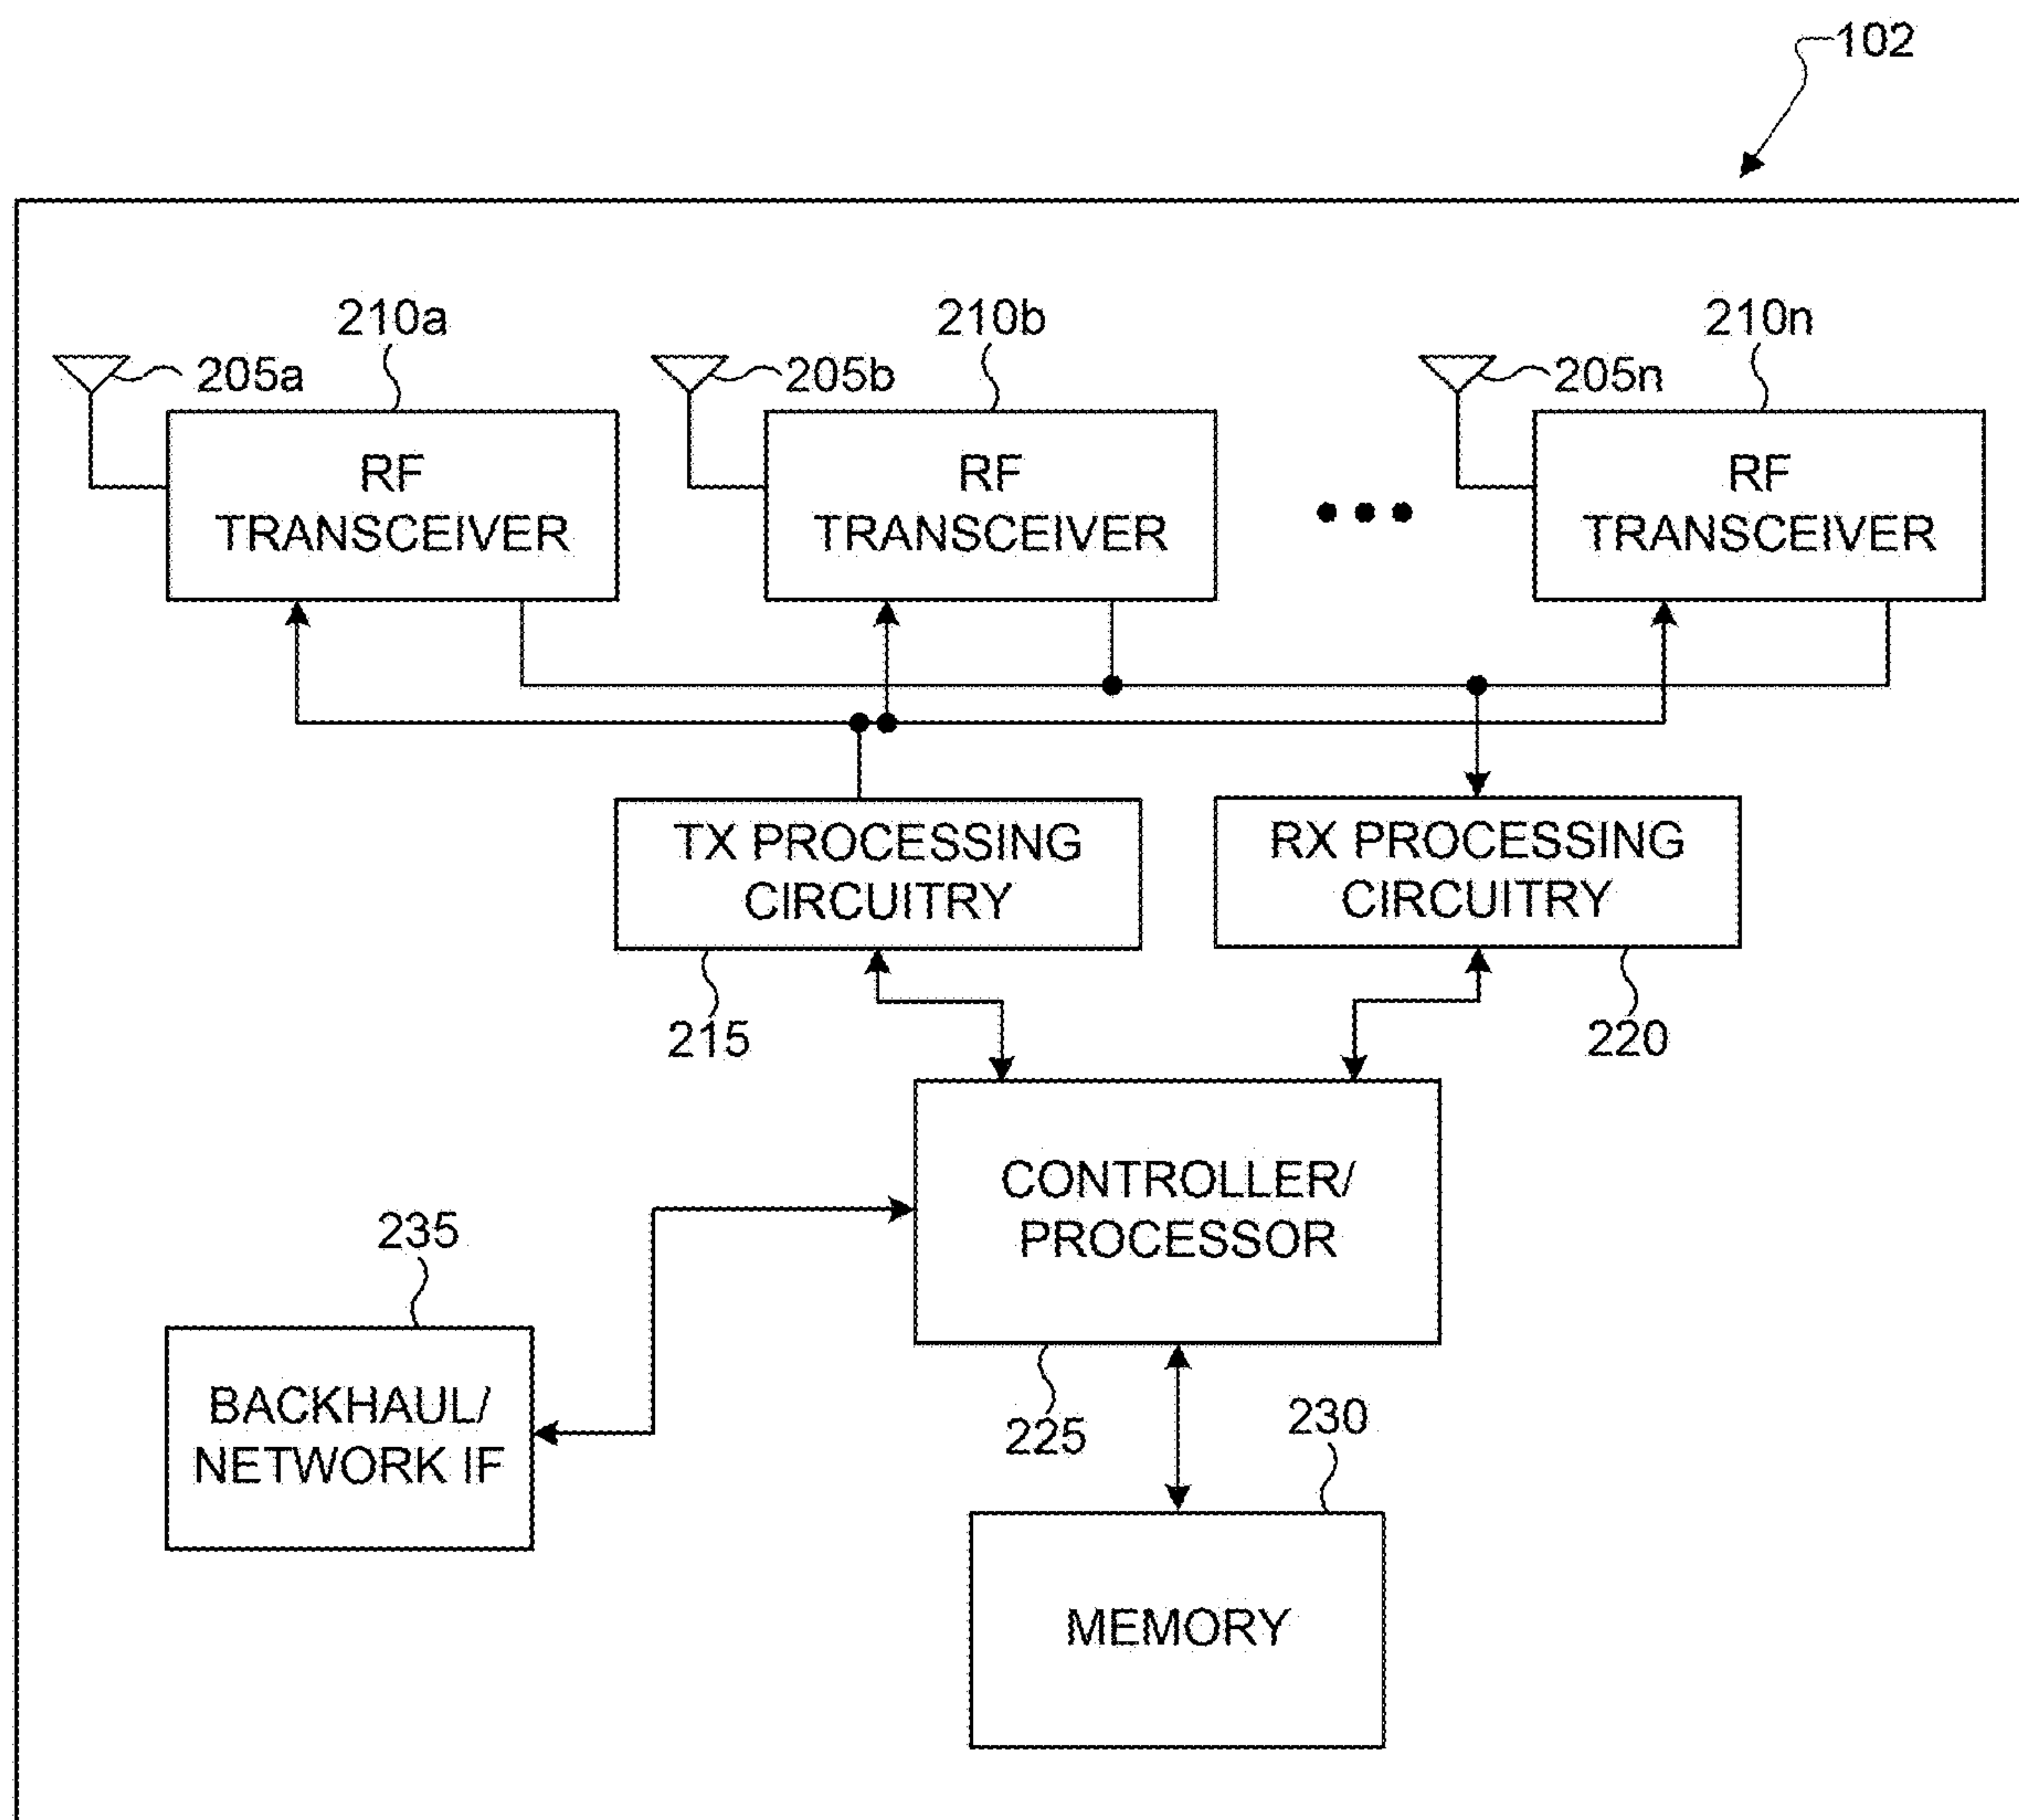 102
210a
210b
210n
205a
205b
205n
RF
TRANSCEIVER
RF
TRANSCEIVER
RF
TRANSCEIVER
TX PROCESSING
CIRCUITRY
RX PROCESSING
CIRCUITRY
215
220
CONTROLLER/
PROCESSOR
235
BACKHAUL/
NETWORK IF
225
230
MEMORY